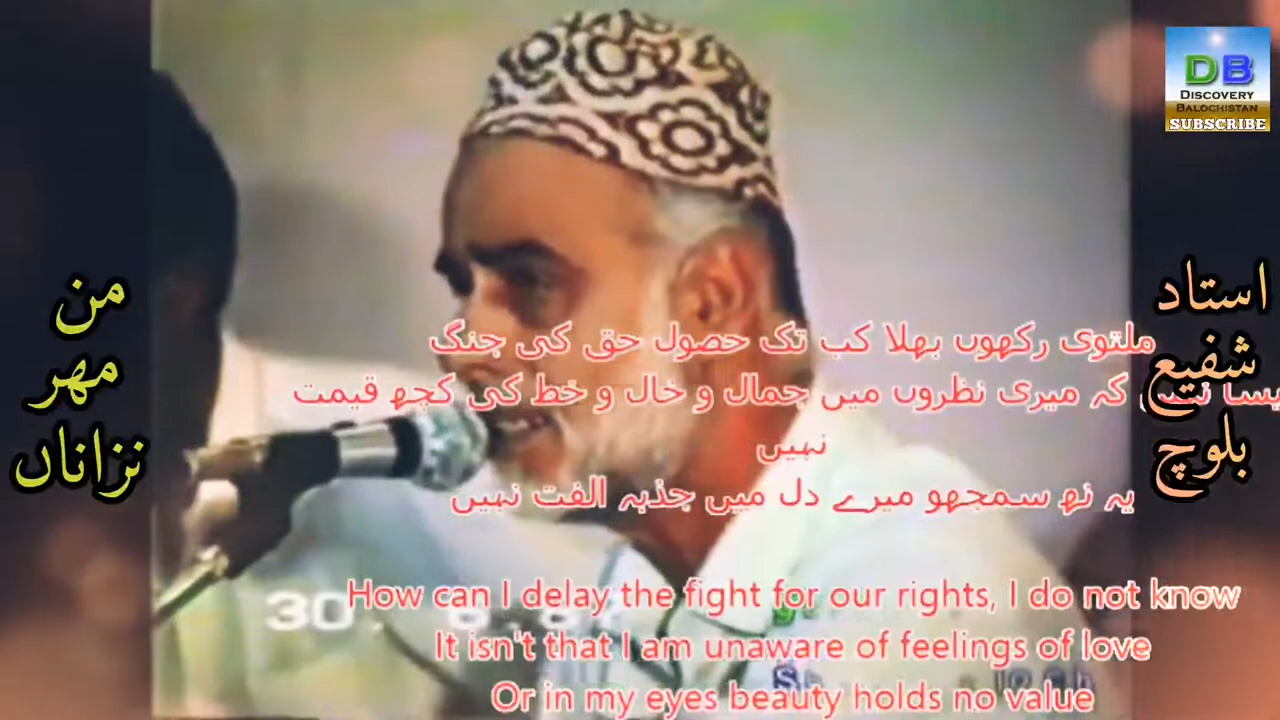 DB
DISCOVERY
BALOCHISTAN
SUBSCRIBE
من
مهر
نزاناں
استاد
شفیع
بلوچ
ملتوی رکھوں بھلا کب تک حصول حق کی جنگ
کہ میری نظروں میں جمال و خال و خط کی کچھ قیمت
نہیں
یہ نھ سمجھو میرے دل میں جذبہ الفت نہیں
How can I delay the fight for our rights, I do not know
It isn't that I am unaware of feelings of love
Or in my eyes beauty holds no value
30